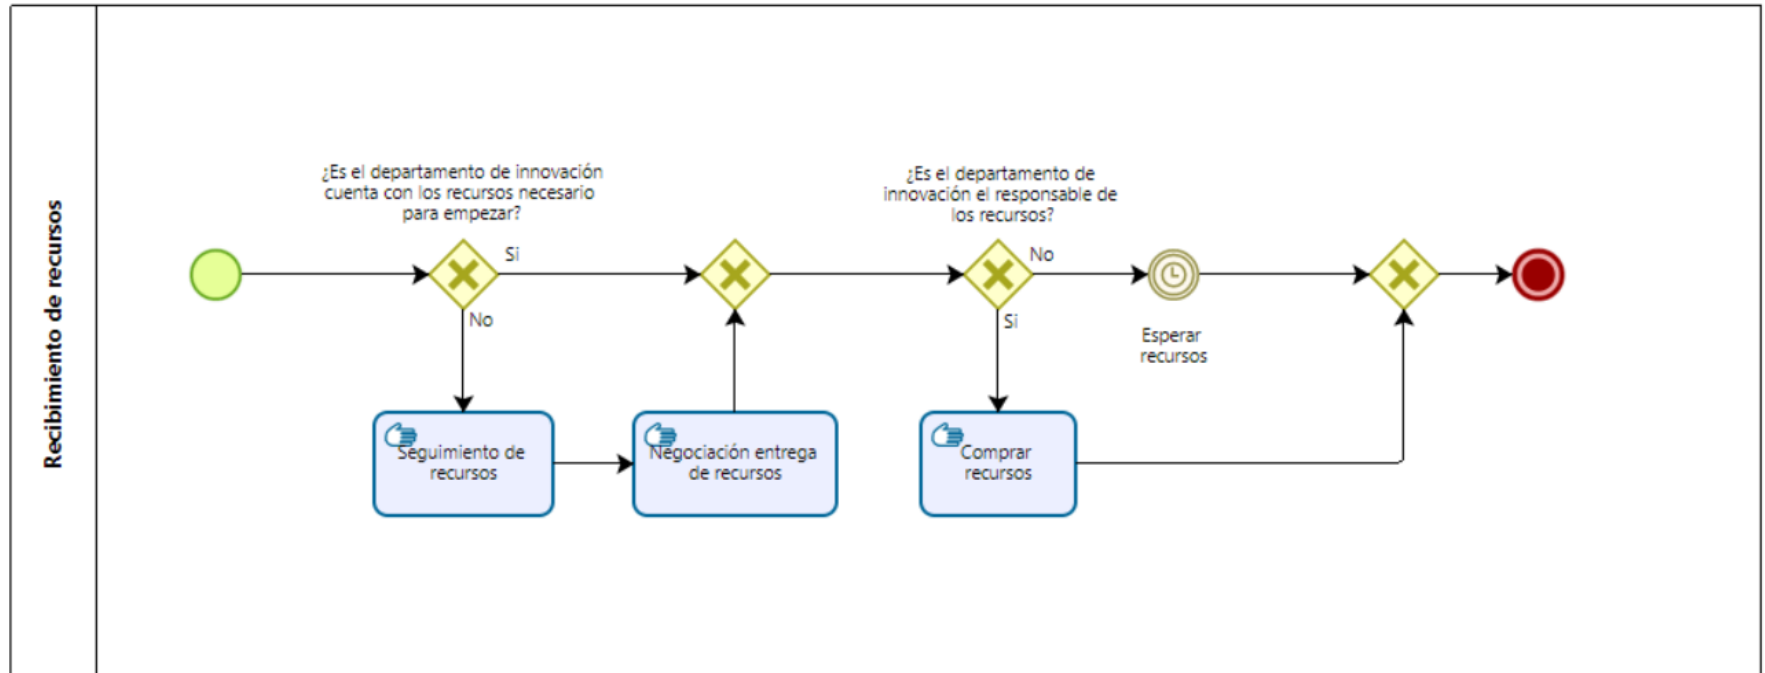 Recibimiento de recursos
¿Es el departamento de innovación
cuenta con los recursos necesario
para empezar?
Si
No
Seguimiento de
recursos
Negociación entrega
de recursos
¿Es el departamento de
innovación el responsable de
los recursos?
No
Si
Esperar
recursos
Comprar
recursos